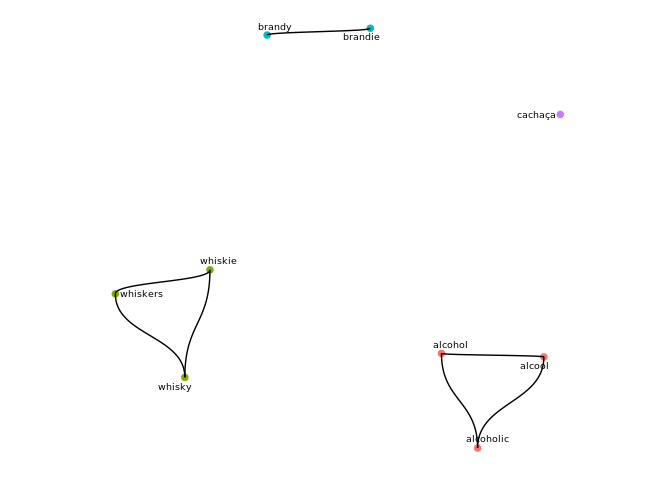 brandy
brandie
cachaça
whiskie
whiskers
whisky
alcohol
alcool
alcoholic